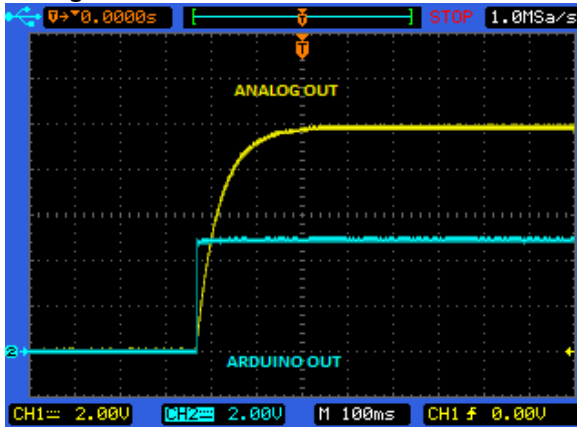 0.0000s T STOP 1.0MSa/s
T
ANALOG OUT
2
ARDUINO OUT
CH1 2.00V CH2 2.00V M 100ms CH1 0.00V